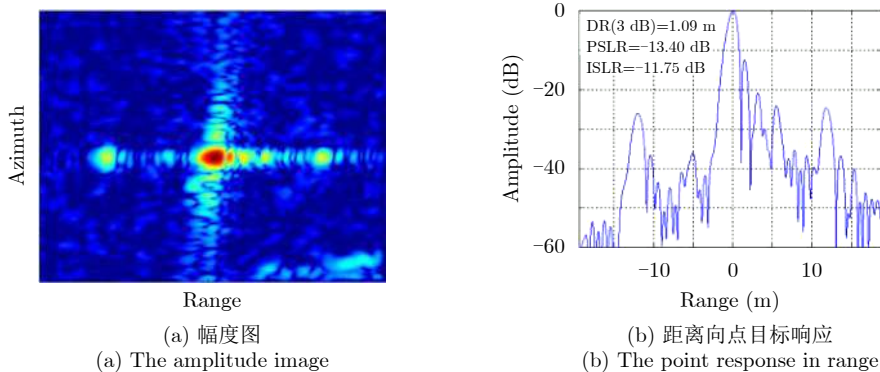 Azimuth
Range
(a) 幅度图
(a) The amplitude image
DR(3 dB)=1.09 m
PSLR=−13.40 dB
ISLR=−11.75 dB
Amplitude (dB)
0
−20
−40
−60
−10
0
10
Range (m)
(b) 距离向点目标响应
(b) The point response in range